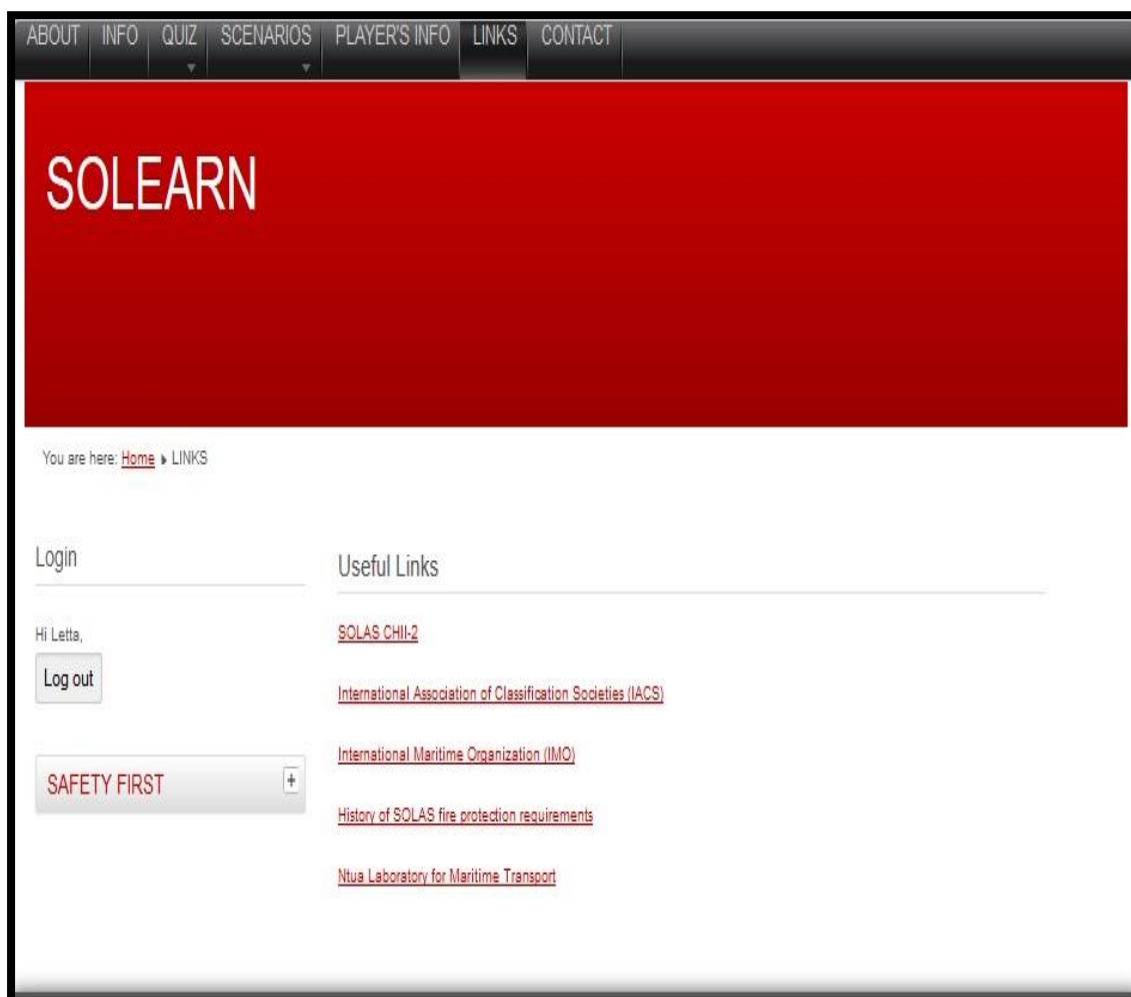 ABOUT INFO QUIZ SCENARIOS PLAYER'S INFO LINKS CONTACT
SOLEARN
You are here: Home LINKS
Login
Hi Letta,
Log out
SAFETY FIRST
Useful Links
SOLAS CHII-2
International Association of Classification Societies (IACS)
International Maritime Organization (IMO)
History of SOLAS fire protection requirements
Ntua Laboratory for Maritime Transport